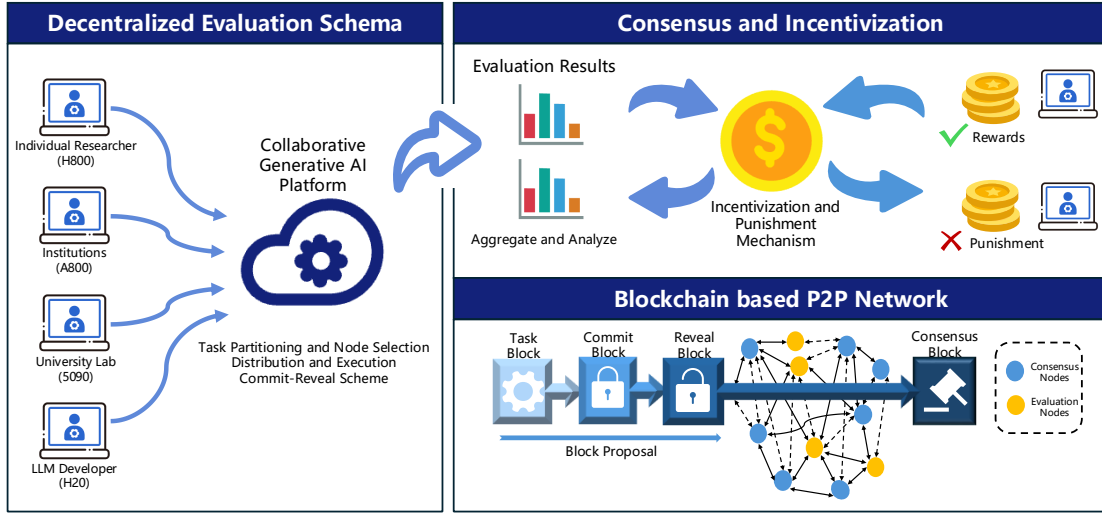 Decentralized Evaluation Schema
Individual Researcher
(H800)
Institutions
(A800)
University Lab
(5090)
LLM Developer
(H20)
Collaborative
Generative AI
Platform
Task Partitioning and Node Selection
Distribution and Execution
Commit-Reveal Scheme
Consensus and Incentivization
Evaluation Results
Aggregate and Analyze
$
Incentivization and
Punishment
Mechanism
Rewards
Punishment
Blockchain based P2P Network
Task
Block
Commit
Block
Reveal
Block
Block Proposal
Consensus
Block
Consensus
Nodes
Evaluation
Nodes